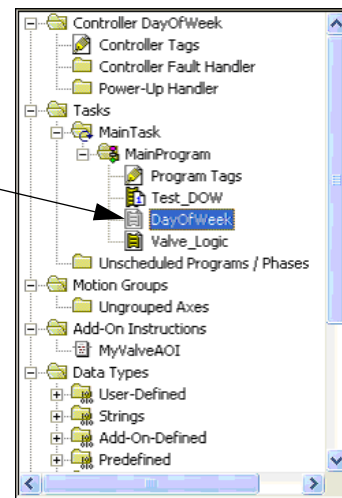 Controller DayOfWeek
Controller Tags
Controller Fault Handler
Power-Up Handler
Tasks
MainTask
MainProgram
Program Tags
Test_DOW
DayOfWeek
Valve_Logic
Unscheduled Programs / Phases
Motion Groups
Ungrouped Axes
Add-On Instructions
MyValveAOI
Data Types
User-Defined
Strings
Add-On-Defined
Predefined